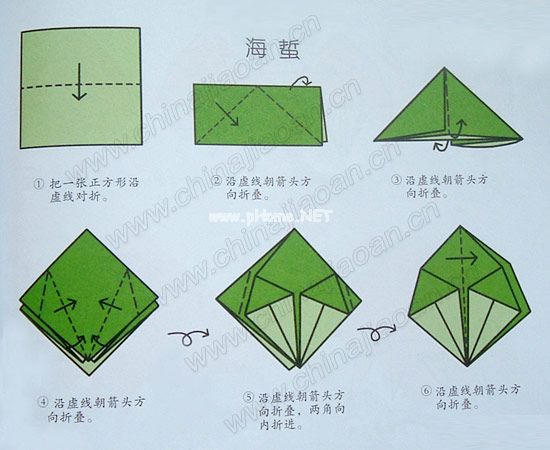 海蜇
① 把一张正方形沿
虚线对折。
② 沿虚线朝箭头方
向折叠。
③ 沿虚线朝箭头方
向折叠。
www.pHome.NET
④ 沿虚线朝箭头方
向折叠。
⑤ 沿虚线朝箭头方
向折叠，两角向
内折进。
⑥ 沿虚线朝箭头方
向折叠。
www.chinajiaoan.cn
www.chinajiaoan.cn
www.chinajiaoan.cn